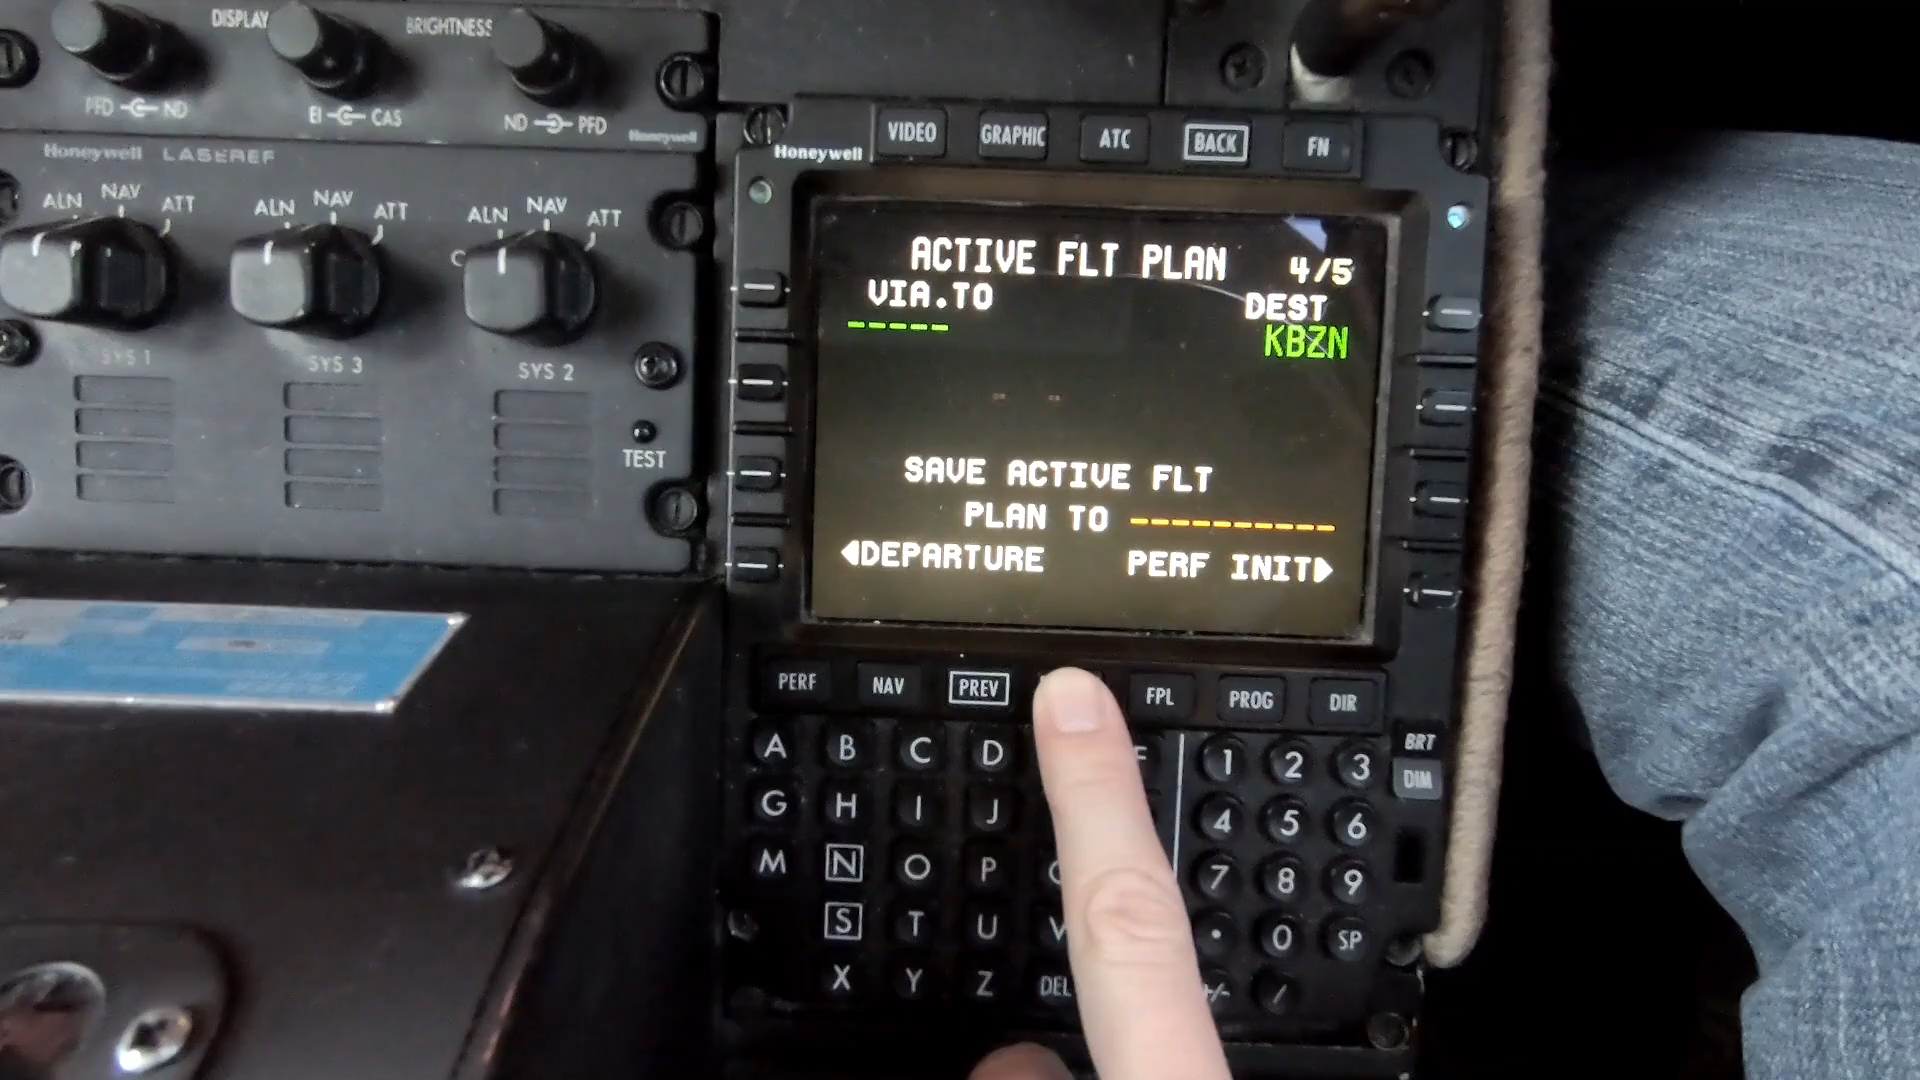 DISPLAY BRIGHTNESS
PFD ND
EI CAS
ND PFD
Honeywell
Honeywell LASEREF
ALN NAV ATT
ALN NAV ATT
ALN NAV ATT
SYS 1
SYS 3
SYS 2
TEST
Honeywell
VIDEO GRAPHIC ATC BACK FN
ACTIVE FLT PLAN 4/5
VIA.TO DEST
----- KBZN
SAVE ACTIVE FLT
PLAN TO ----------
DEPARTURE PERF INIT
PERF NAV PREV FPL PROG DIR
BRT
DIM
A B C D 1 2 3
G H I J 4 5 6
M N O P 7 8 9
S T U V • 0 SP
X Y Z DEL +/- /